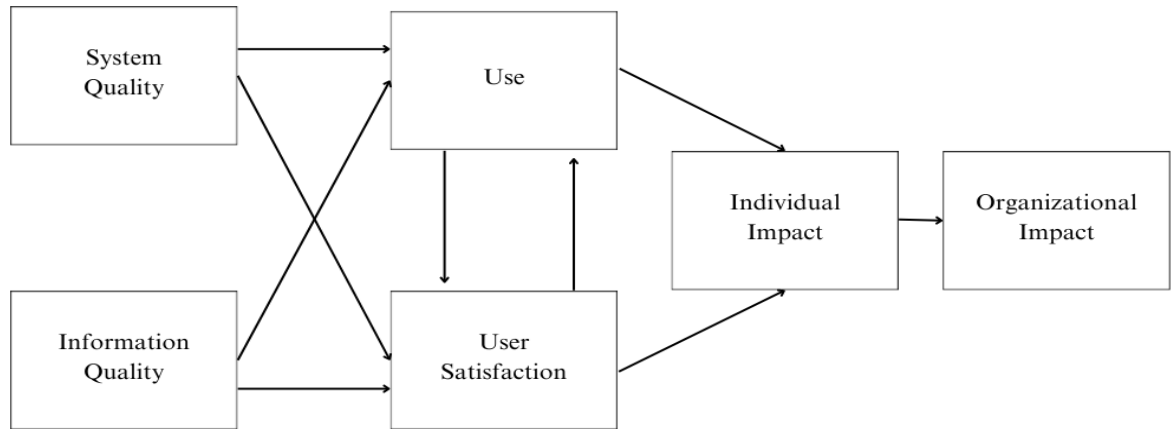 System
Quality
Use
Individual
Impact
Organizational
Impact
Information
Quality
User
Satisfaction